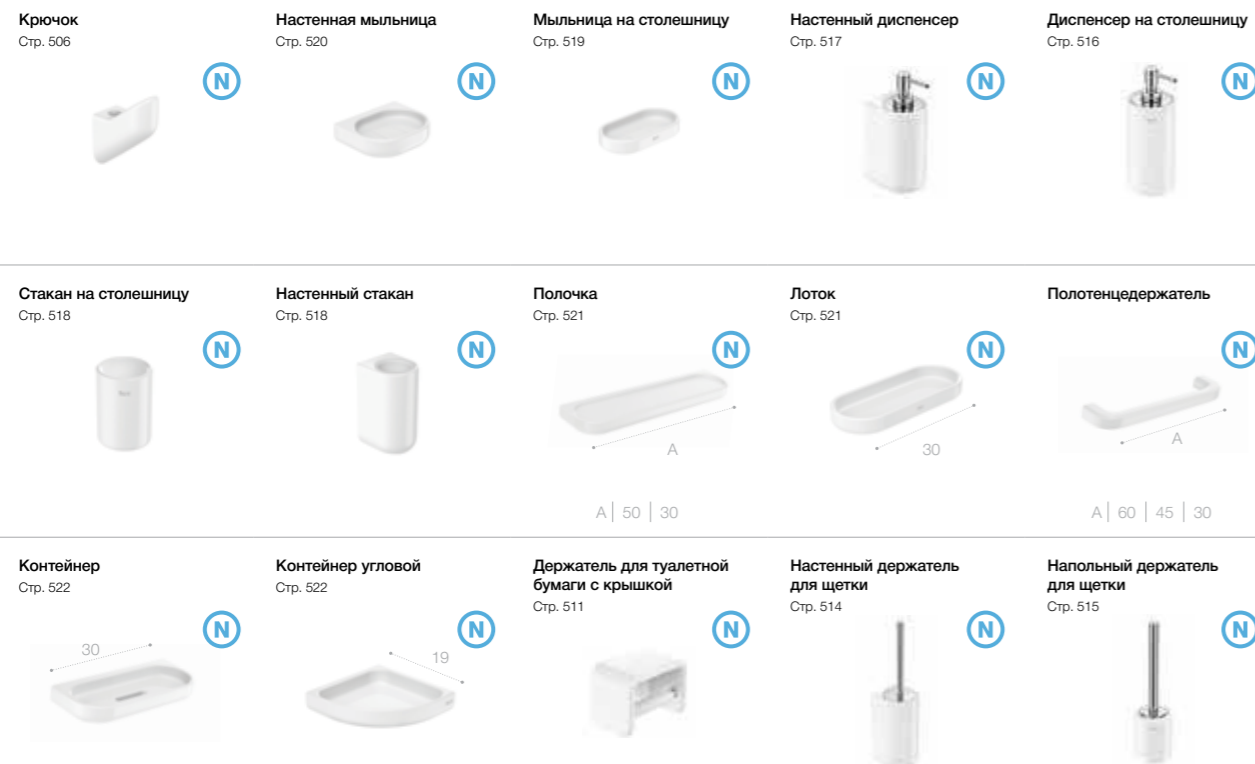 Крючок
Стр. 506
N
Настенная мыльница
Стр. 520
N
Мыльница на столешницу
Стр. 519
N
Настенный диспенсер
Стр. 517
N
Диспенсер на столешницу
Стр. 516
N
Стакан на столешницу
Стр. 518
N
Настенный стакан
Стр. 518
N
Полочка
Стр. 521
N
A
A | 50 | 30
Лоток
Стр. 521
N
30
Полотенцедержатель
N
A
A | 60 | 45 | 30
Контейнер
Стр. 522
N
30
Контейнер угловой
Стр. 522
N
19
Держатель для туалетной
бумаги с крышкой
Стр. 511
N
Настенный держатель
для щетки
Стр. 514
N
Напольный держатель
для щетки
Стр. 515
N